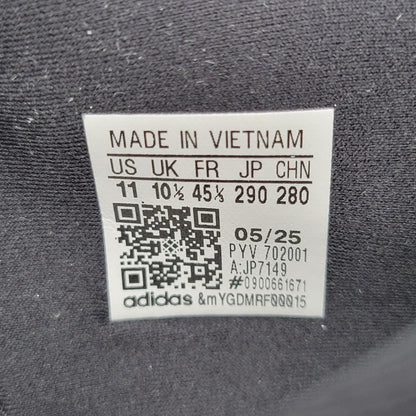 MADE IN VIETNAM
US UK FR JP CHN
11 10½ 45⅓ 290 280
05/25
PYV 702001
A:JP7149
#0900661671
adidas &mYGDMRF00015